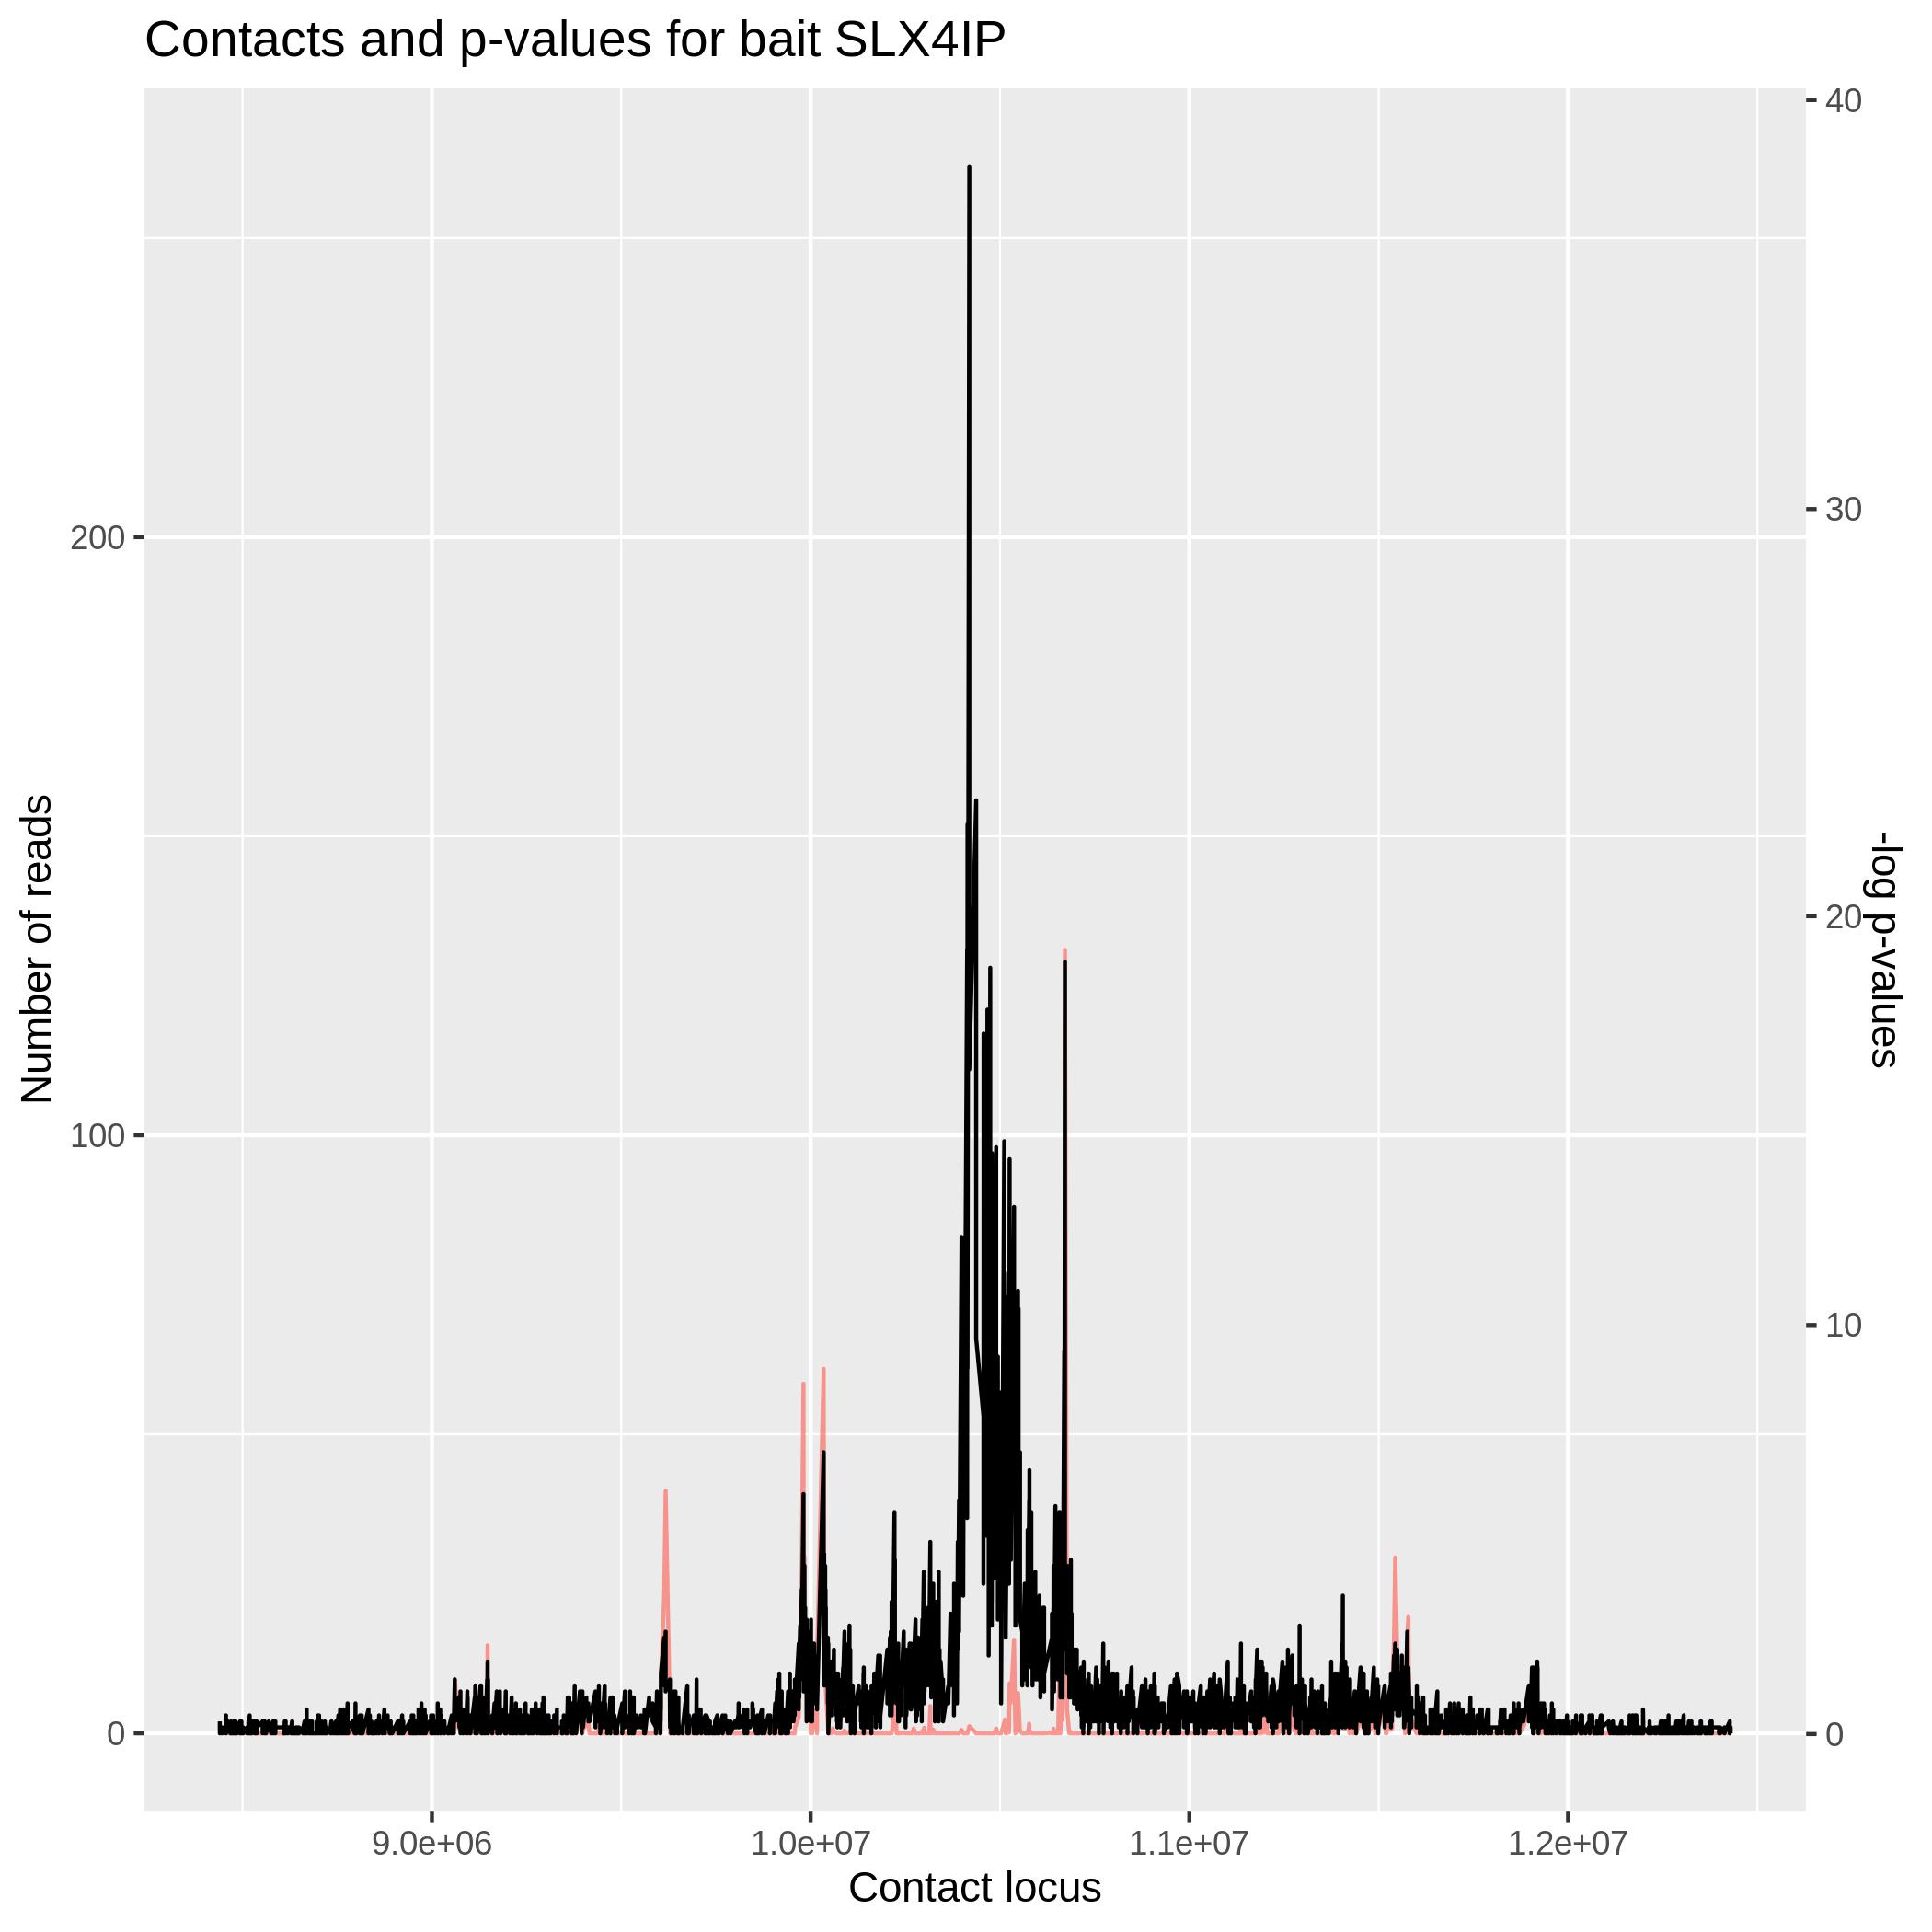 Contacts and p-values for bait SLX4IP
Number of reads
200
100
0
40
30
20
10
0
-log p-values
9.0e+06 1.0e+07 1.1e+07 1.2e+07
Contact locus